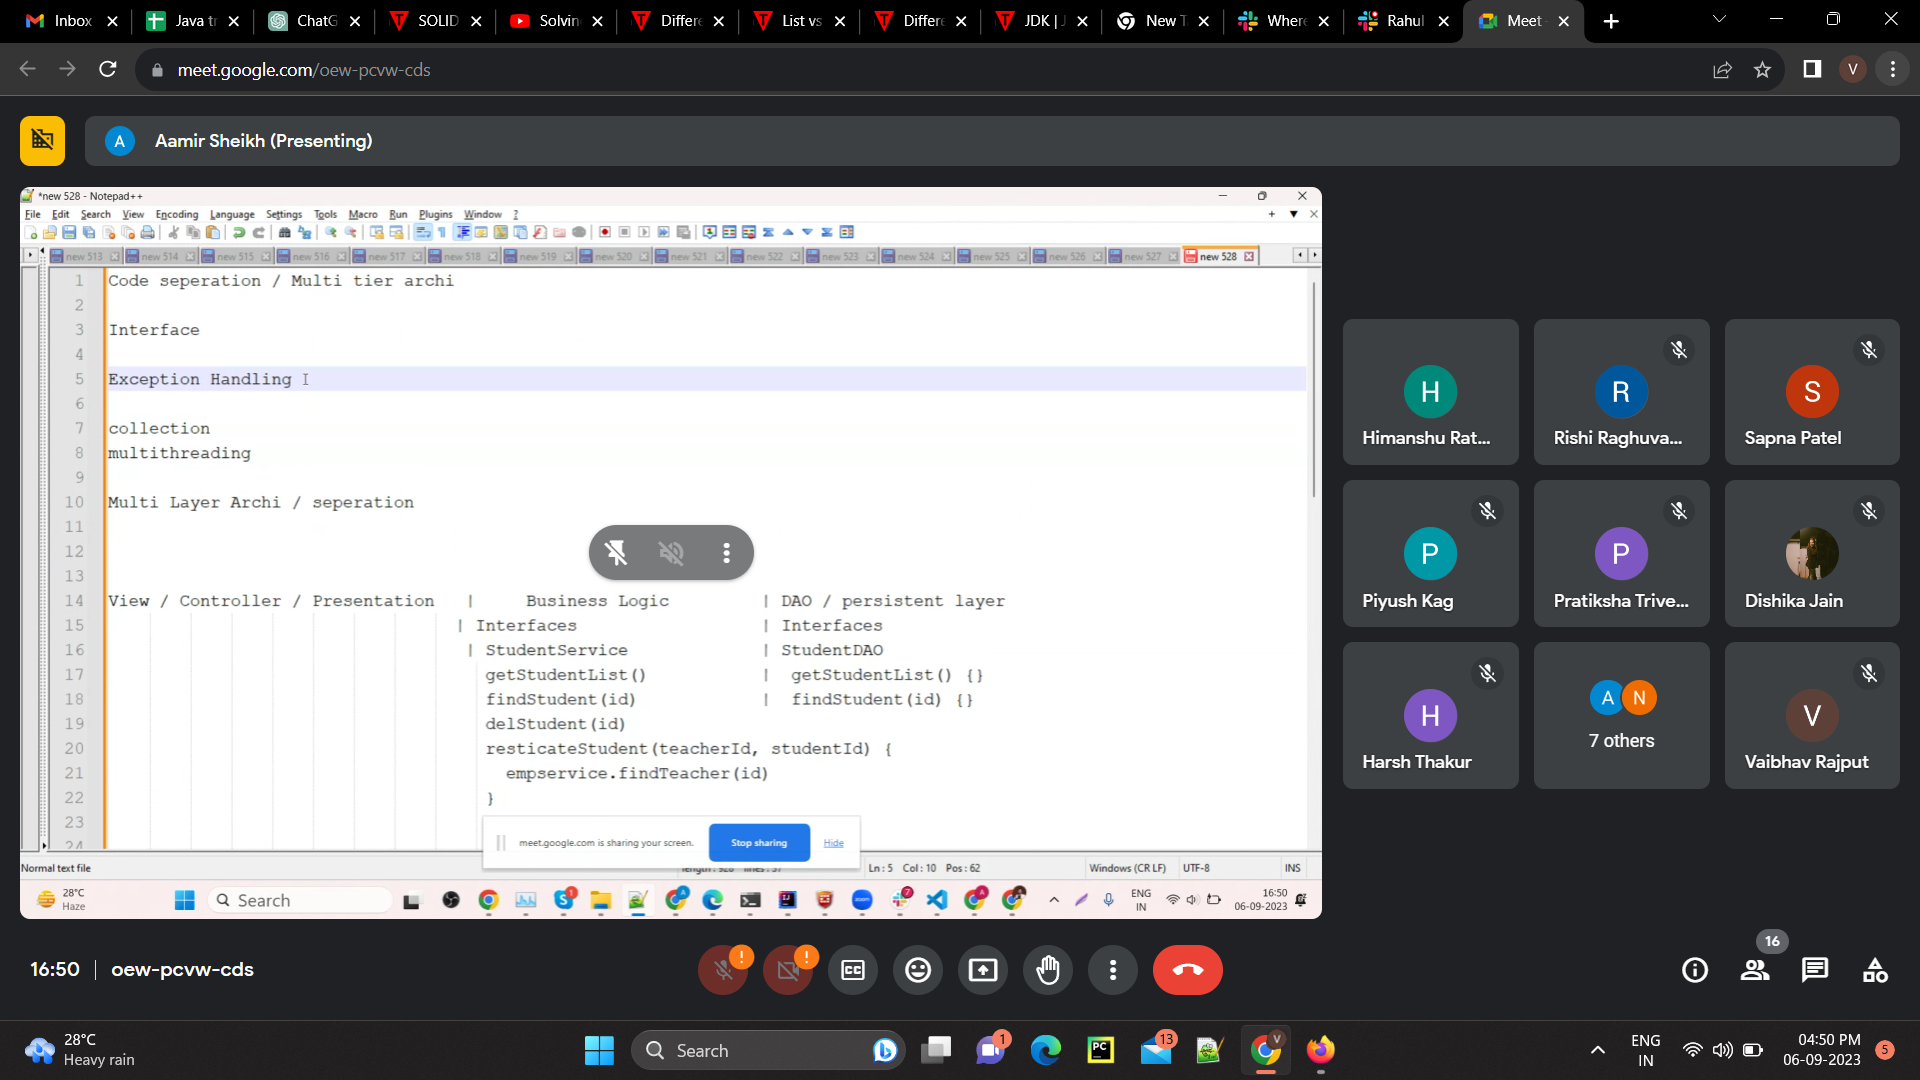 Inbox
Java tr
ChatG
SOLID
Solvin
Differe
List vs
Differe
JDK | J
New T
Where
Rahul
Meet -
meet.google.com/oew-pcvw-cds
V
A
Aamir Sheikh (Presenting)
*new 528 - Notepad++
File Edit Search View Encoding Language Settings Tools Macro Run Plugins Window ?
new 513 new 514 new 515 new 516 new 517 new 518 new 519 new 520 new 521 new 522 new 523 new 524 new 525 new 526 new 527 new 528
1 Code seperation / Multi tier archi
2
3 Interface
4
5 Exception Handling
6
7 collection
8 multithreading
9
10 Multi Layer Archi / seperation
11
12
13
14 View / Controller / Presentation | Business Logic | DAO / persistent layer
15 | Interfaces | Interfaces
16 | StudentService | StudentDAO
17 getStudentList() | getStudentList() {}
18 findStudent(id) | findStudent(id) {}
19 delStudent(id)
20 resticateStudent(teacherId, studentId) {
21 empservice.findTeacher(id)
22 }
23
24
meet.google.com is sharing your screen. Stop sharing Hide
Normal text file Ln: 5 Col: 10 Pos: 62 Windows (CR LF) UTF-8 INS
28°C
Haze
Search
ENG
IN
16:50
06-09-2023
H
Himanshu Rat...
R
Rishi Raghuva...
S
Sapna Patel
P
Piyush Kag
P
Pratiksha Trive...
Dishika Jain
H
Harsh Thakur
A N
7 others
V
Vaibhav Rajput
16:50 | oew-pcvw-cds
16
28°C
Heavy rain
Search
1
PC
13
V
ENG
IN
04:50 PM
06-09-2023
5